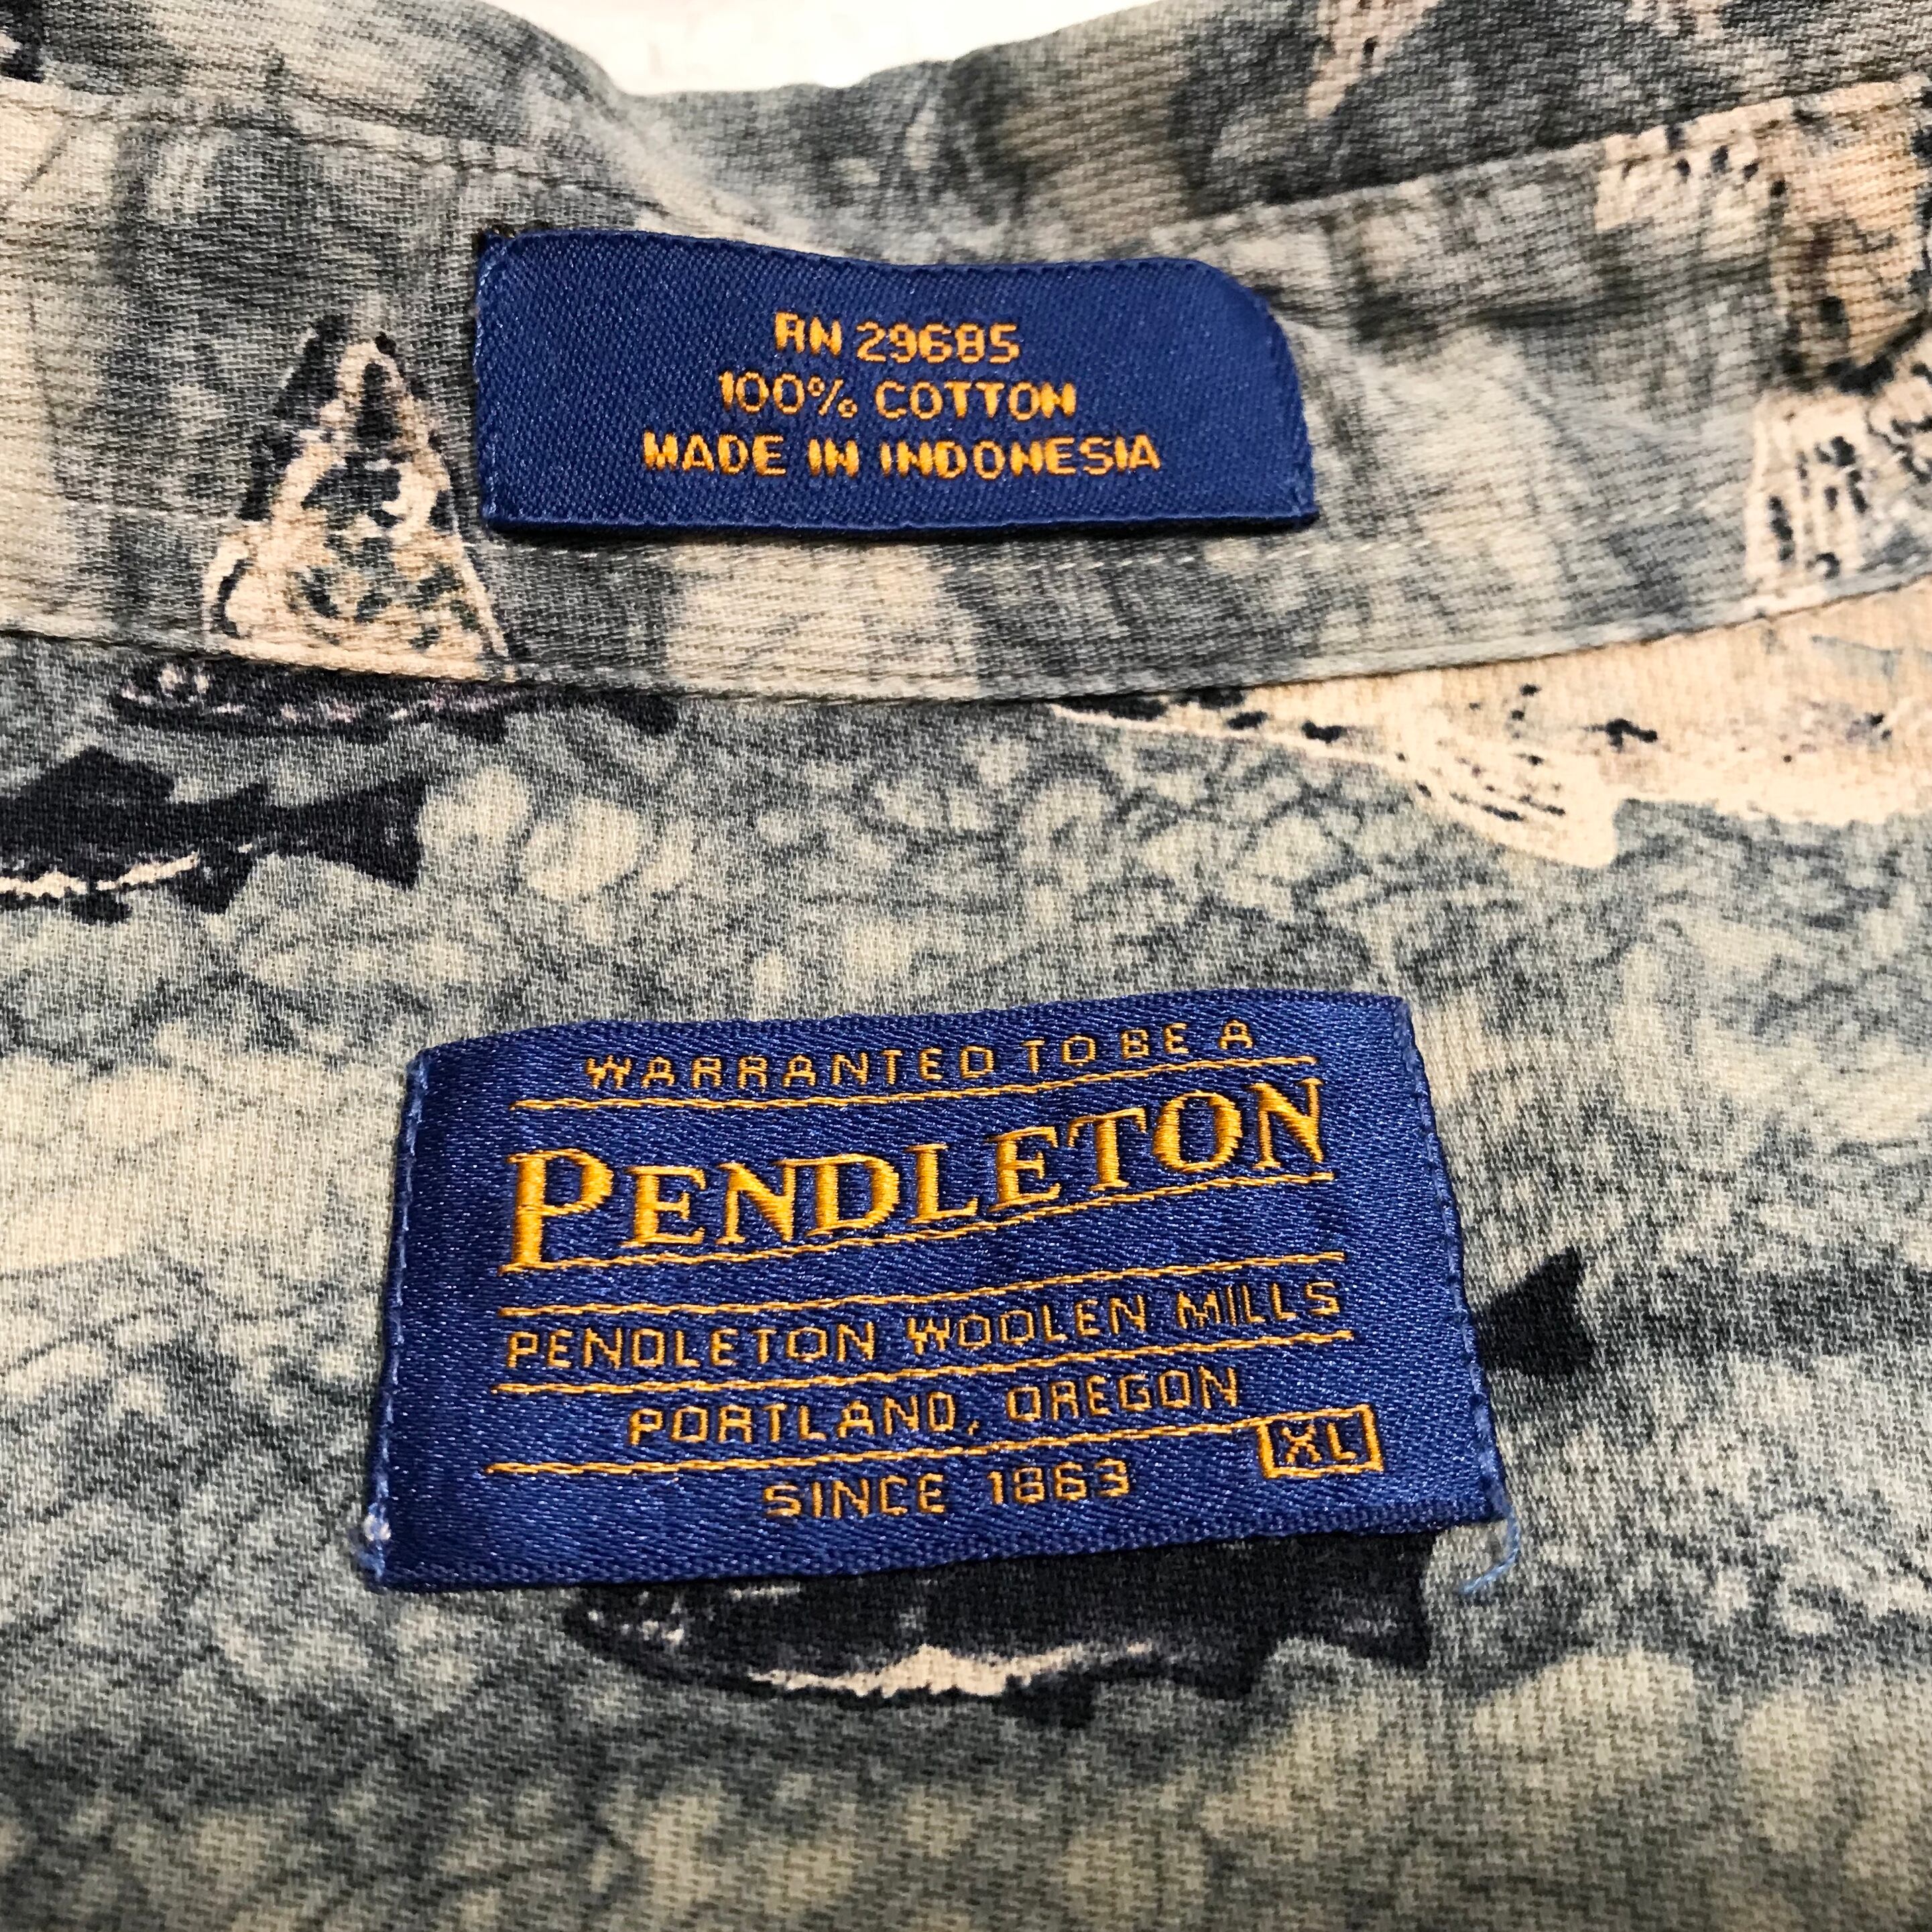 RN 29685
100% COTTON
MADE IN INDONESIA
WARRANTED TO BE A
PENDLETON
PENDLETON WOOLEN MILLS
PORTLAND, OREGON
XL
SINCE 1863